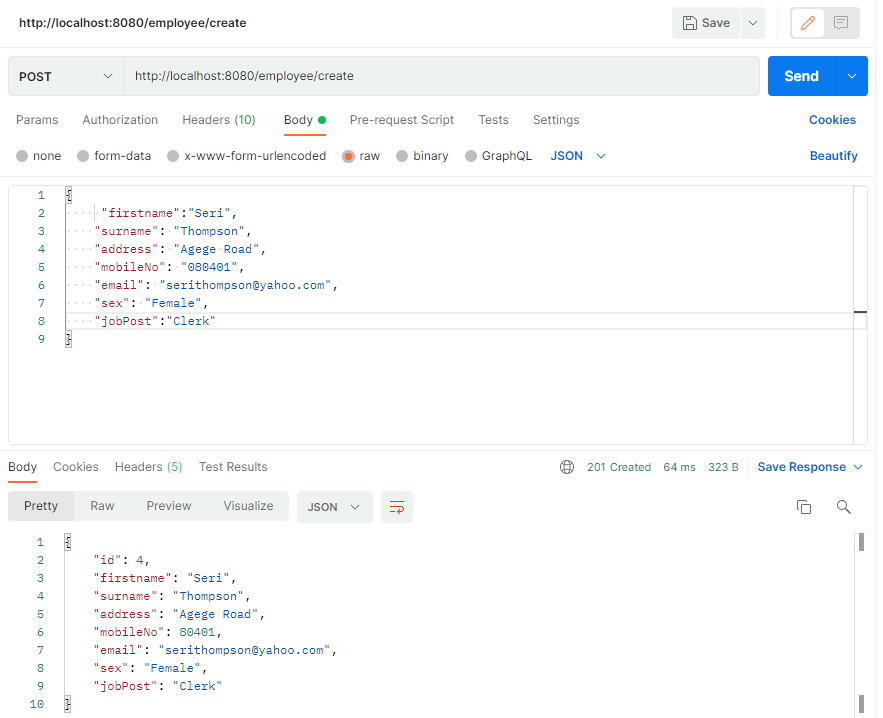 http://localhost:8080/employee/create Save
POST http://localhost:8080/employee/create Send
Params Authorization Headers (10) Body Pre-request Script Tests Settings Cookies
none form-data x-www-form-urlencoded raw binary GraphQL JSON Beautify
1 {
2 "firstname":"Seri",
3 "surname": "Thompson",
4 "address": "Agege Road",
5 "mobileNo": "080401",
6 "email": "serithompson@yahoo.com",
7 "sex": "Female",
8 "jobPost":"Clerk"
9 }
Body Cookies Headers (5) Test Results 201 Created 64 ms 323 B Save Response
Pretty Raw Preview Visualize JSON
1 {
2 "id": 4,
3 "firstname": "Seri",
4 "surname": "Thompson",
5 "address": "Agege Road",
6 "mobileNo": 80401,
7 "email": "serithompson@yahoo.com",
8 "sex": "Female",
9 "jobPost": "Clerk"
10 }